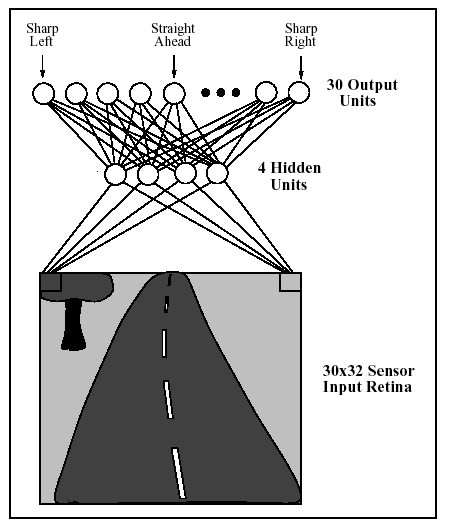 Sharp
Left
Straight
Ahead
Sharp
Right
30 Output
Units
4 Hidden
Units
30x32 Sensor
Input Retina